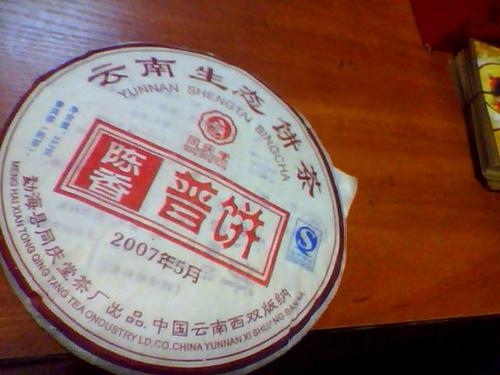 云南生态饼茶
YUNNAN SHENGTAI BINGCHA
陈香
普饼
2007年5月
勐海县同庆堂茶厂出品.中国云南西双版纳
MENG HAI XIAN TONG QING TANG TEA ONDUSTRY LD,CO.CHINA YUNNAN XI SHU/NG BANNA